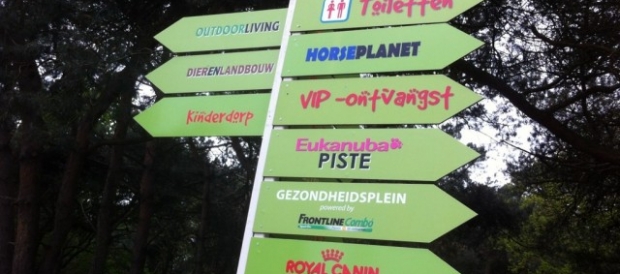 OUTDOORLIVING
DIERENLANDBOUW
Kinderdorp
Toiletten
HORSEPLANET
VIP-ontvangst
Eukanuba
PISTE
GEZONDHEIDSPLEIN
powered by
FRONTLINE Combo
ROYAL CANIN